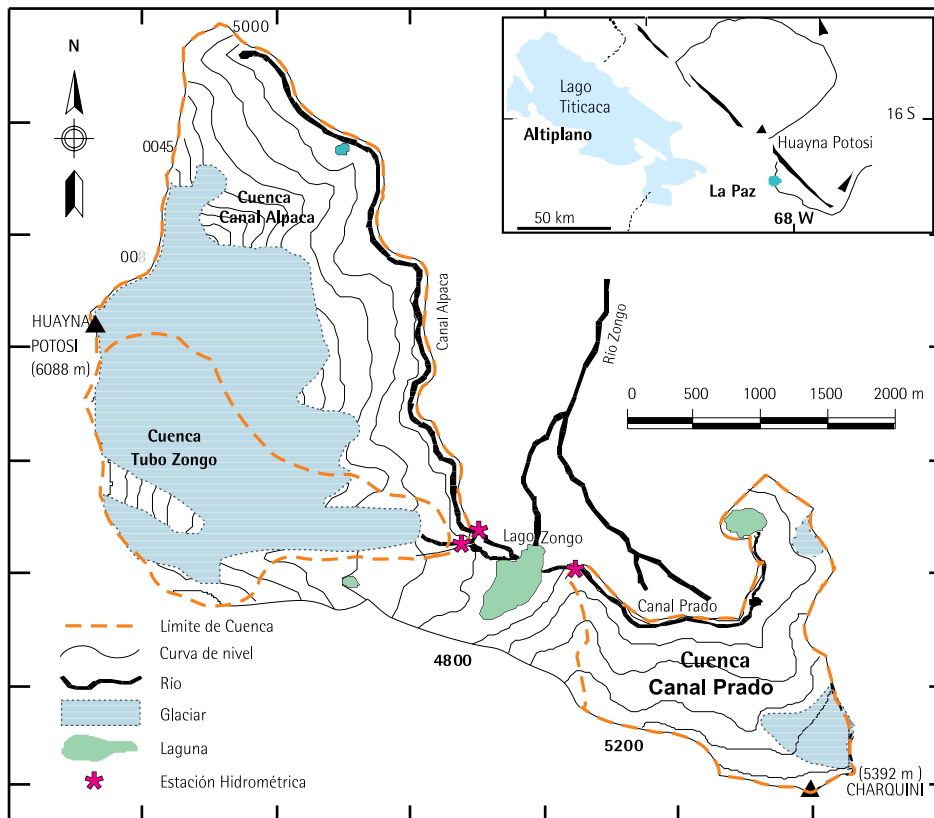 N
5000
0045
008
Cuenca
Canal Alpaca
Canal Alpaca
HUAYNA
POTOSI
(6088 m)
Cuenca
Tubo Zongo
Lago
Titicaca
Altiplano
16 S
Huayna Potosi
La Paz
68 W
50 km
Río Zongo
0 500 1000 1500 2000 m
Lago Zongo
Canal Prado
4800
Cuenca
Canal Prado
5200
(5392 m )
CHARQUINI
Límite de Cuenca
Curva de nivel
Río
Glaciar
Laguna
Estación Hidrométrica